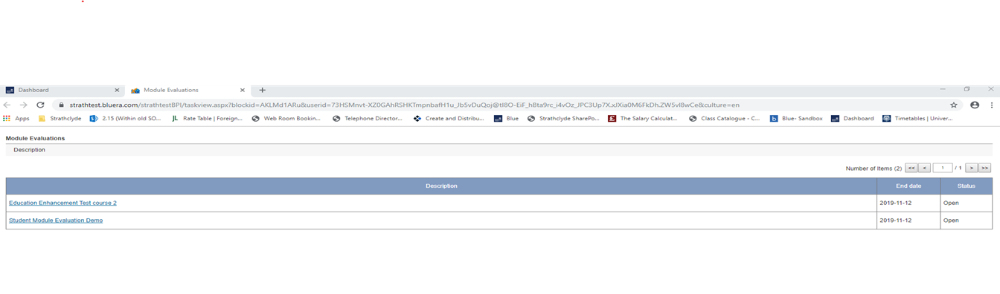 Dashboard
Module Evaluations
strathtest.bluera.com/strathtestBPI/taskview.aspx?blockid=AKLMd1ARu&userid=73HSMnvt-XZ0GAhRSHKTmpnbafH1u_Jb5vDuQoj@tI8O-EiF_hBta9rc_i4vOz_JPC3Up7X.xJXia0M6FkDh.ZW5vl8wCe&culture=en
Apps Strathclyde 2.15 (Within old SO... JL Rate Table | Foreign... Web Room Bookin... Telephone Director... Create and Distribu... Blue Strathclyde SharePo... £ The Salary Calculat... Class Catalogue - C... b Blue- Sandbox Dashboard Timetables | Univer...
Module Evaluations
Description
Number of Items (2) << < 1 / 1 > >>
Description End date Status
Education Enhancement Test course 2 2019-11-12 Open
Student Module Evaluation Demo 2019-11-12 Open